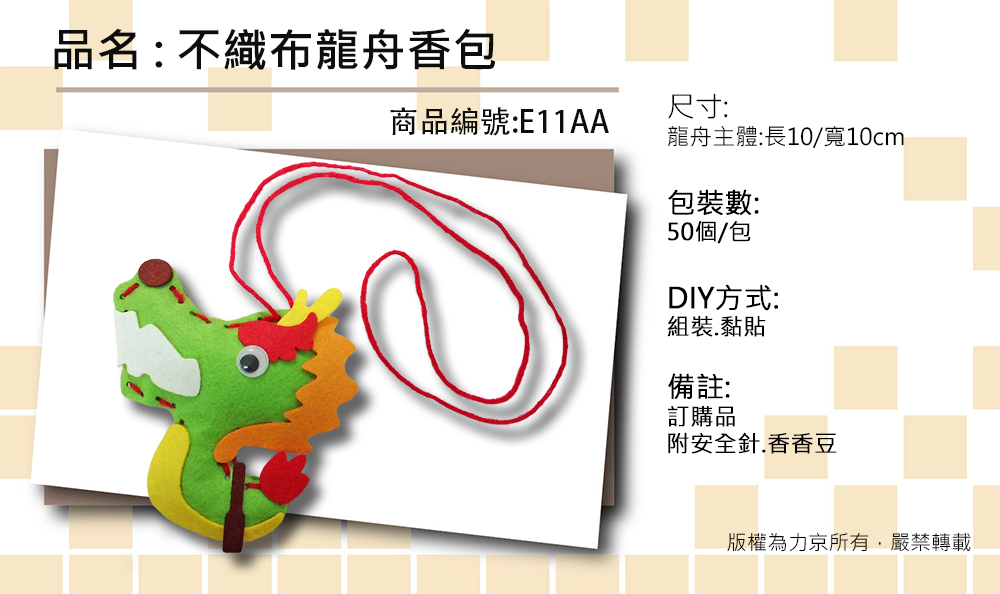 品名 : 不織布龍舟香包
商品編號:E11AA
尺寸:
龍舟主體:長10/寬10cm
包裝數:
50個/包
DIY方式:
組裝.黏貼
備註:
訂購品
附安全針.香香豆
版權為力京所有，嚴禁轉載